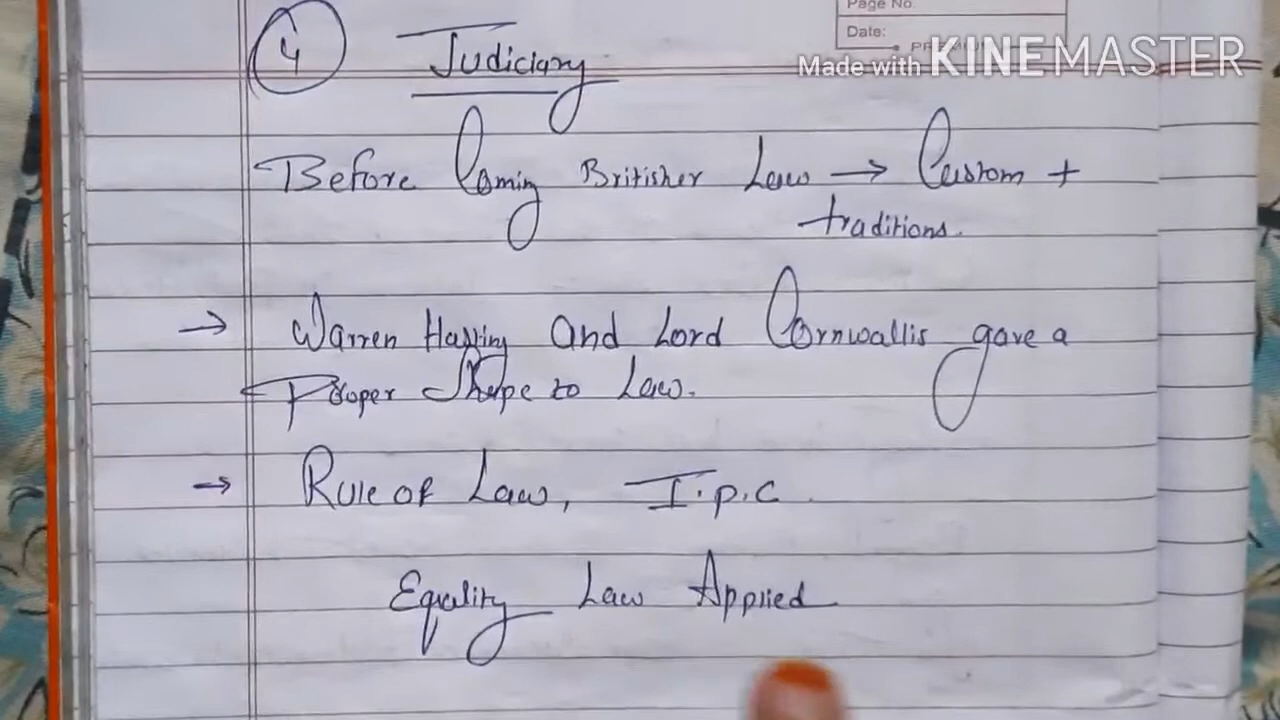 Page No.
Date:
Made with KINEMASTER
4 Judiciary
Before Coming Britisher Law → Custom +
traditions.
→ Warren Hasting and Lord Cornwallis gave a
Proper Shape to Law.
→ Rule of Law, I.p.c.
Equality Law Applied